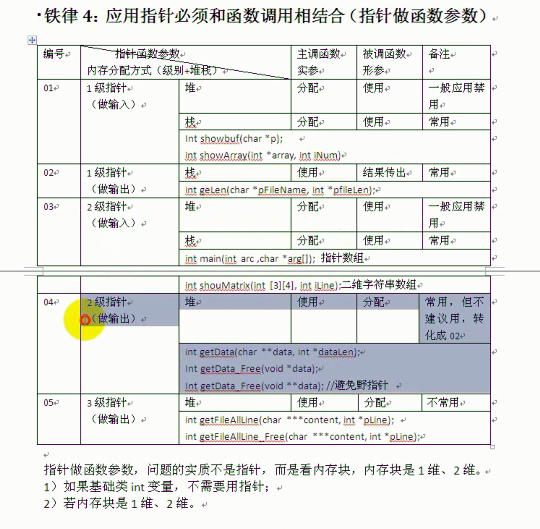 ·铁律 4：应用指针必须和函数调用相结合（指针做函数参数）
编号 指针函数参数 主调函数 被调函数 备注
内存分配方式（级别+堆栈） 实参 形参
01 1 级指针 堆 分配 使用 一般应用禁
（做输入） 用
栈 分配 使用 常用
Int showbuf(char *p);
int showArray(int *array, int iNum)
02 1 级指针 栈 使用 结果传出 常用
（做输出） int geLen(char *pFileName, int *pfileLen);
03 2 级指针 堆 分配 使用 一般应用禁
（做输入） 用
栈 分配 使用 常用
int main(int arc ,char *arg[]); 指针数组
int shouMatrix(int [3][4], int iLine);二维字符串数组
04 2 级指针 堆 使用 分配 常用，但不
（做输出） 建议用，转
化成 02
int getData(char **data, int *dataLen);
Int getData_Free(void *data);
Int getData_Free(void **data); //避免野指针
05 3 级指针 堆 使用 分配 不常用
（做输出） int getFileAllLine(char ***content, int *pLine);
int getFileAllLine_Free(char ***content, int *pLine);
指针做函数参数，问题的实质不是指针，而是看内存块，内存块是 1 维、2 维。
1）如果基础类 int 变量，不需要用指针；
2）若内存块是 1 维、2 维。